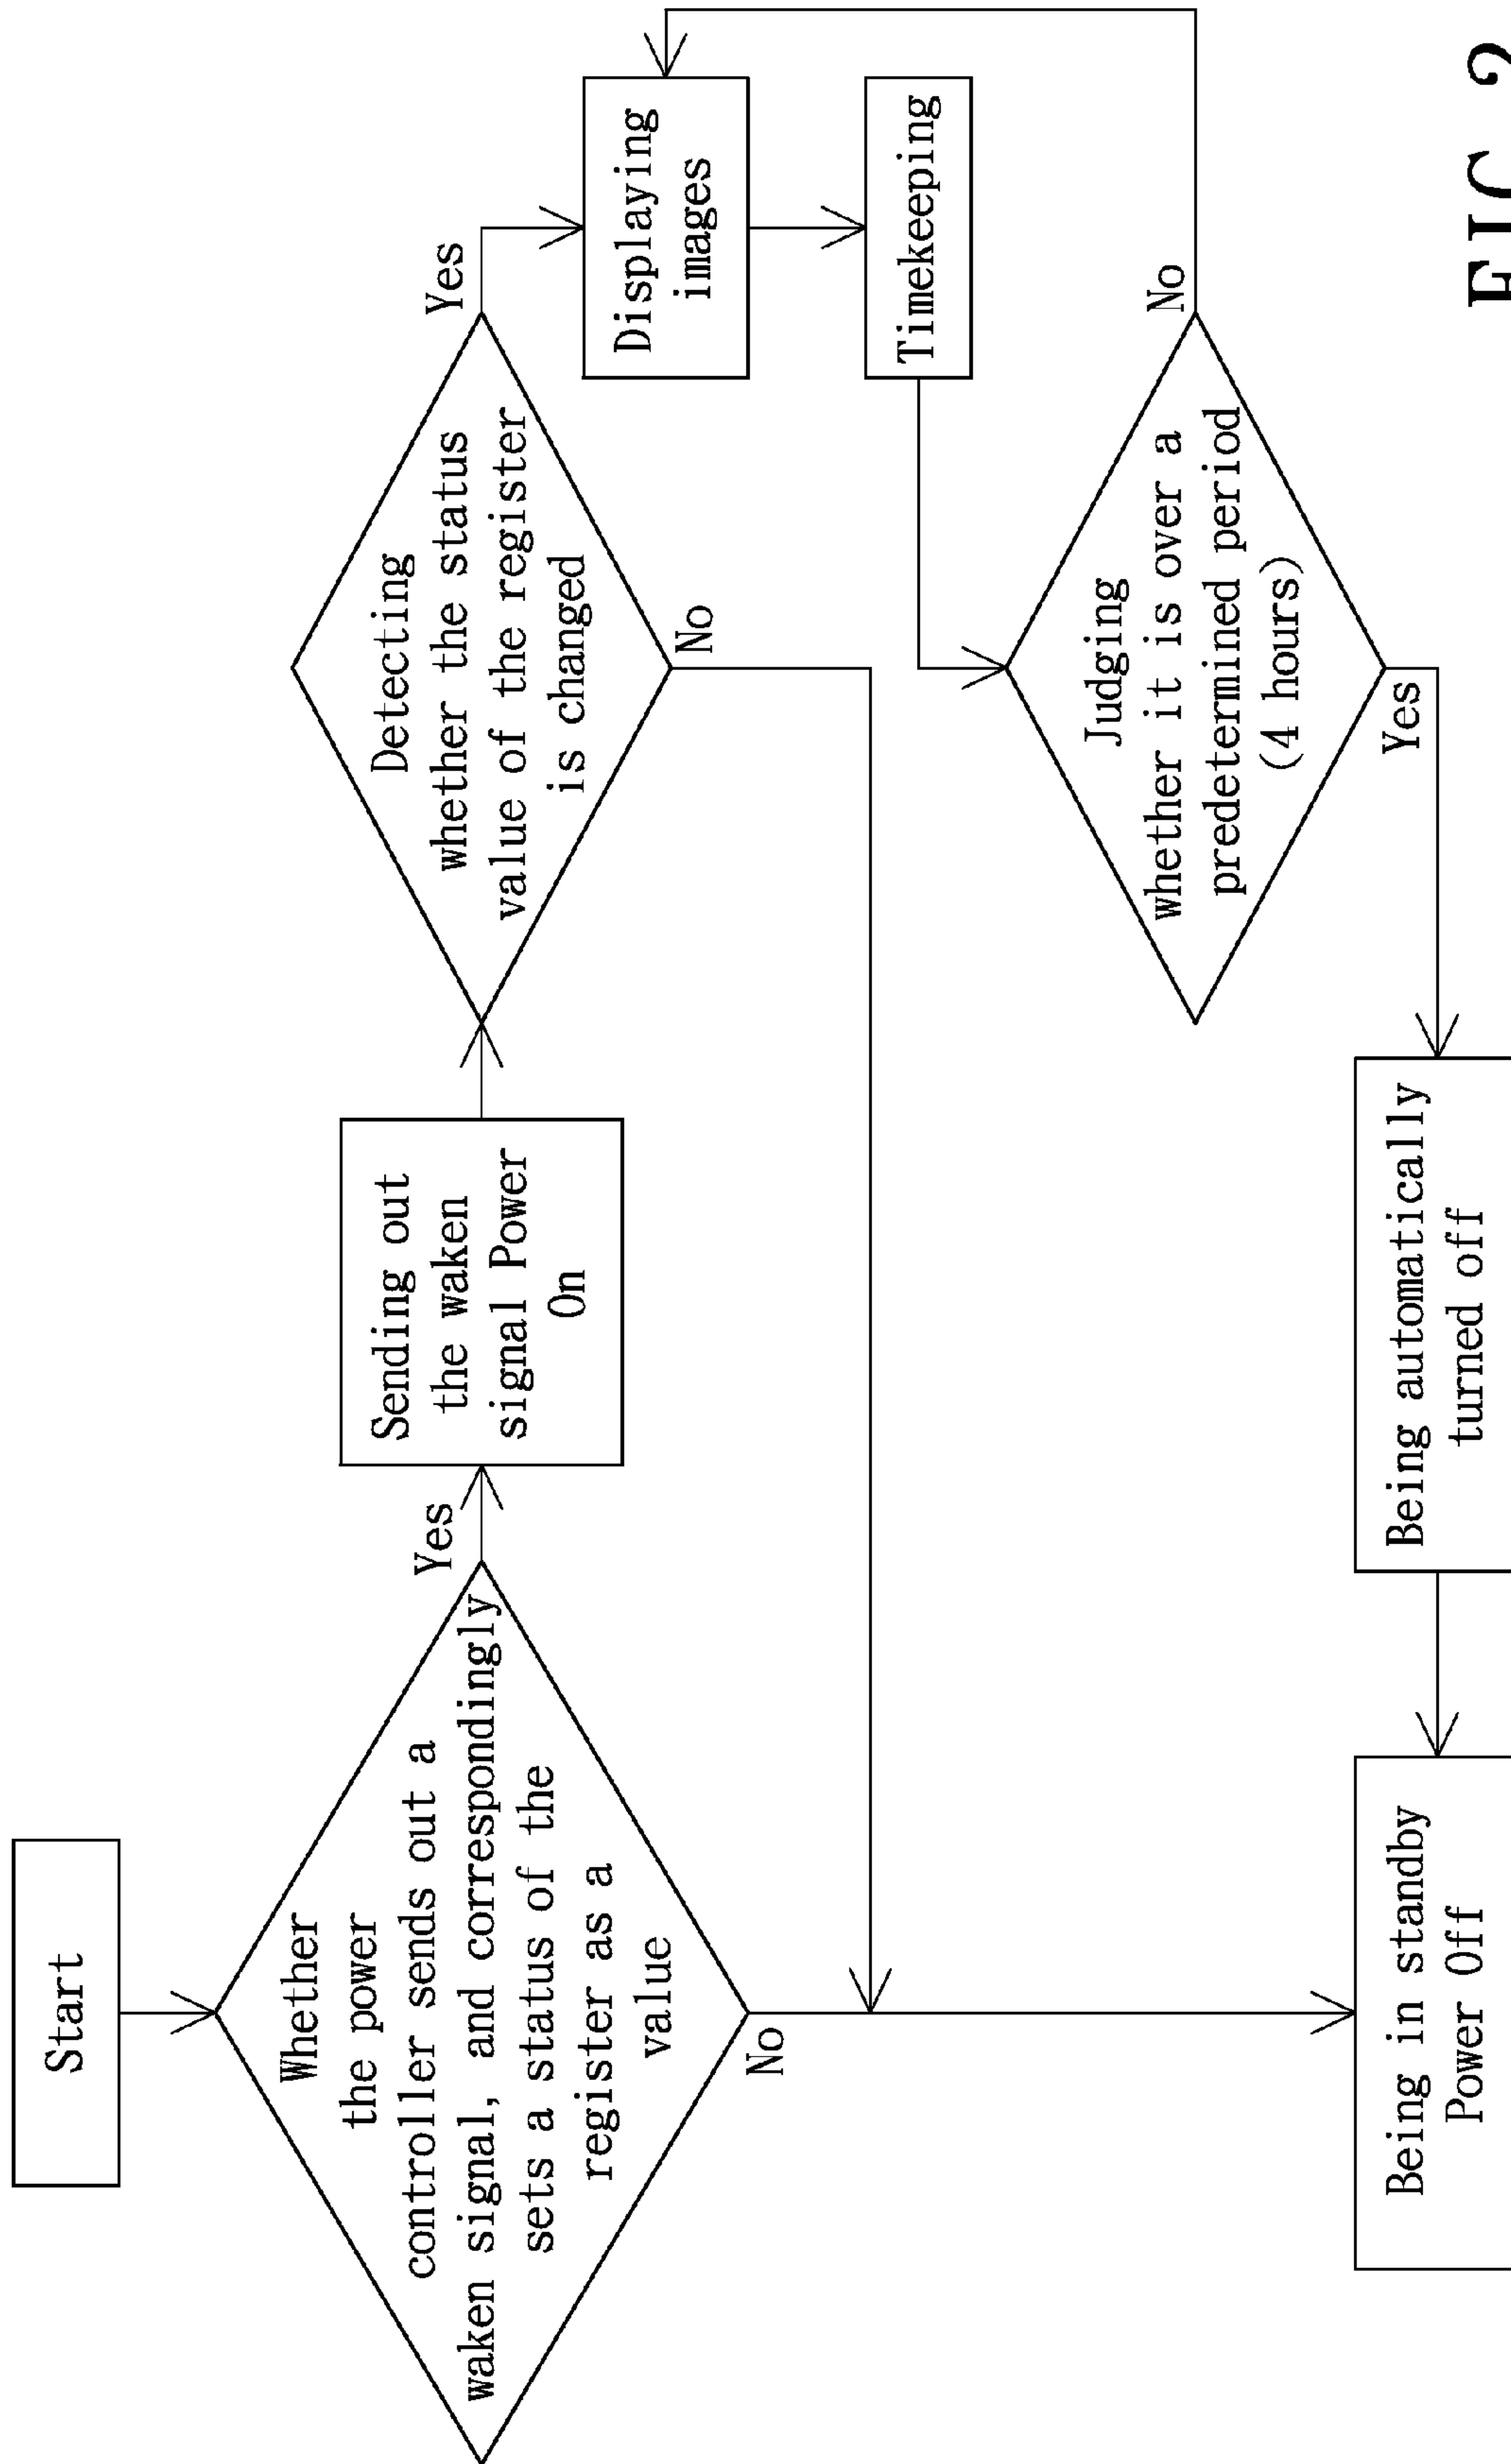 Start
Whether
the power
controller sends out a
waken signal, and correspondingly
sets a status of the
register as a
value
Yes
No
Sending out
the waken
signal Power
On
Detecting
whether the status
value of the register
is changed
Yes
No
Displaying
images
Timekeeping
Judging
whether it is over a
predetermined period
(4 hours)
No
Yes
Being automatically
turned off
Being in standby
Power Off